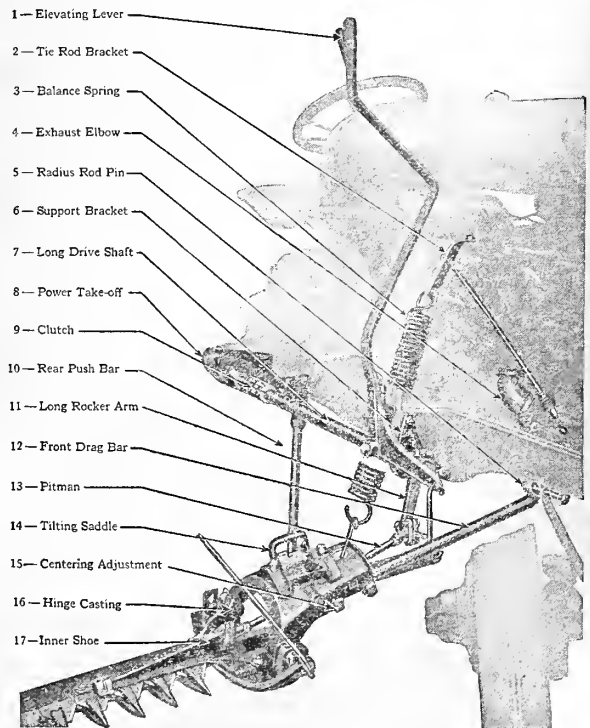 1—Elevating Lever
2—Tie Rod Bracket
3—Balance Spring
4—Exhaust Elbow
5—Radius Rod Pin
6—Support Bracket
7—Long Drive Shaft
8—Power Take-off
9—Clutch
10—Rear Push Bar
11—Long Rocker Arm
12—Front Drag Bar
13—Pitman
14—Tilting Saddle
15—Centering Adjustment
16—Hinge Casting
17—Inner Shoe